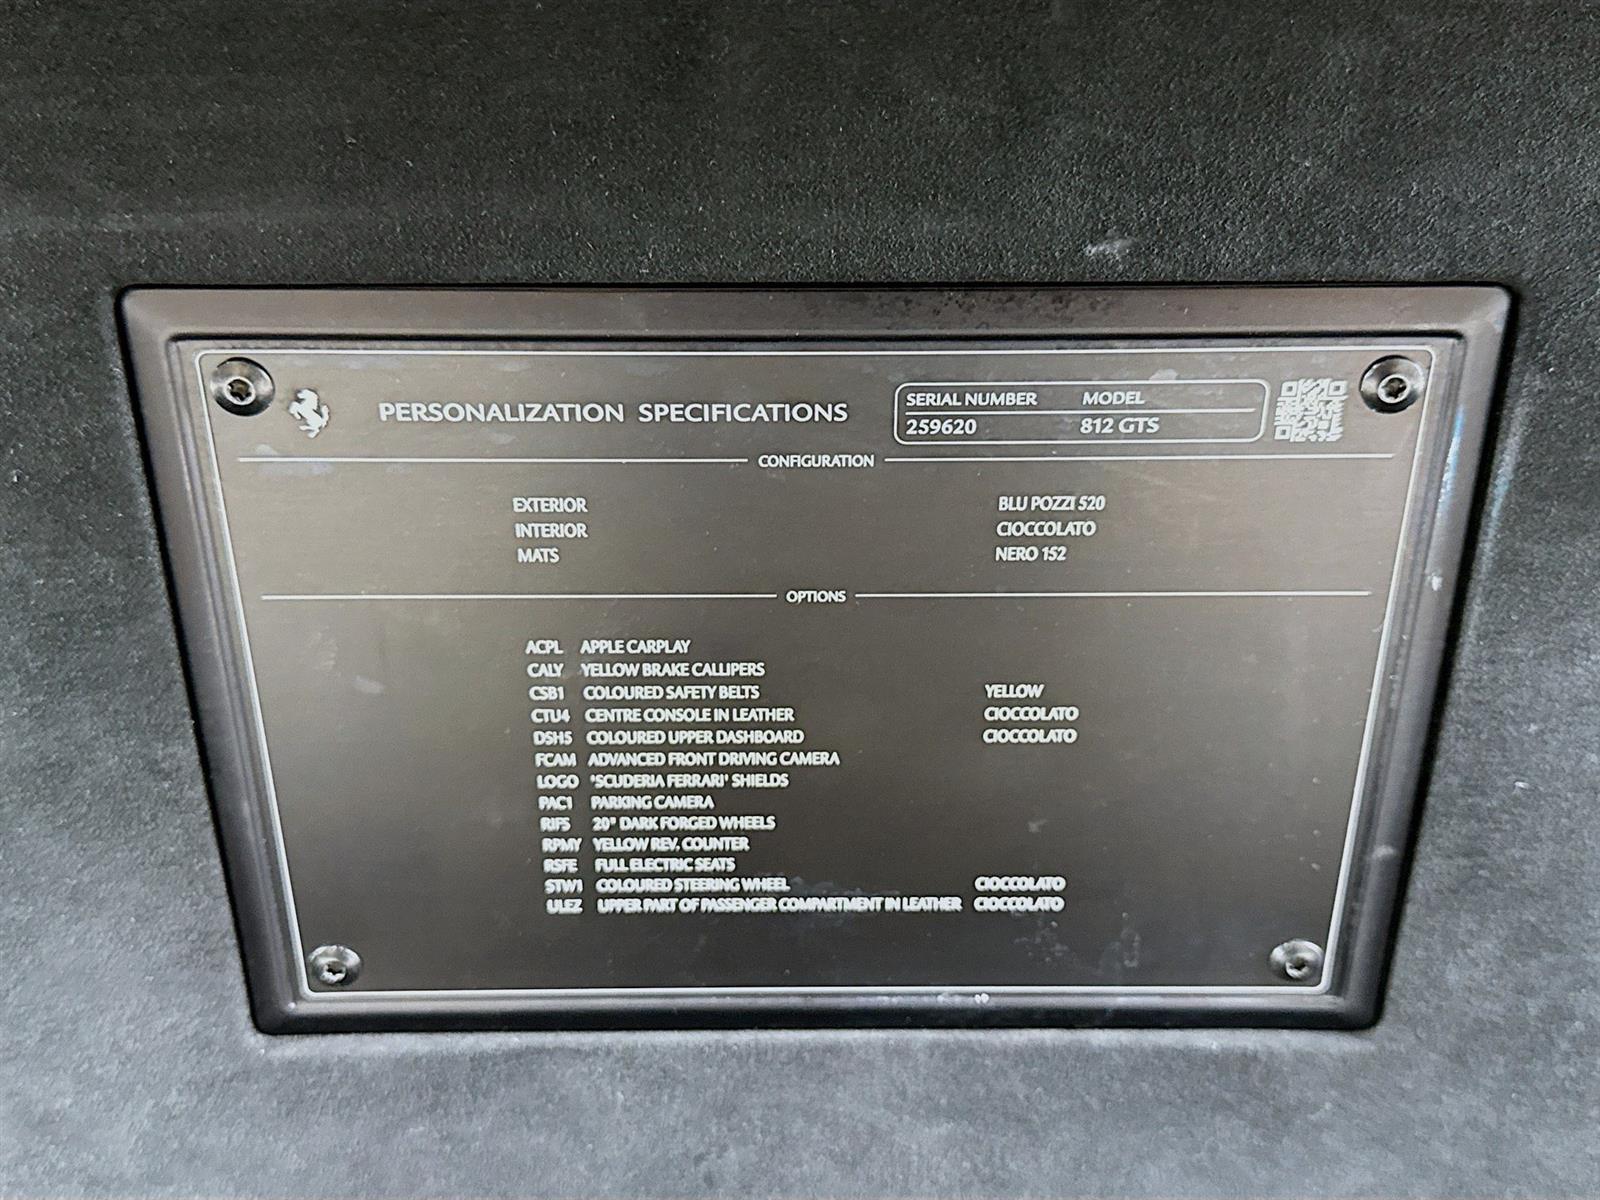 PERSONALIZATION SPECIFICATIONS
SERIAL NUMBER MODEL
259620 812 GTS
CONFIGURATION
EXTERIOR BLU POZZI 520
INTERIOR CIOCCOLATO
MATS NERO 152
OPTIONS
ACPL APPLE CARPLAY
CALY YELLOW BRAKE CALLIPERS
CSB1 COLOURED SAFETY BELTS YELLOW
CTU4 CENTRE CONSOLE IN LEATHER CIOCCOLATO
DSH5 COLOURED UPPER DASHBOARD CIOCCOLATO
FCAM ADVANCED FRONT DRIVING CAMERA
LOGO 'SCUDERIA FERRARI' SHIELDS
PAC1 PARKING CAMERA
RIF5 20" DARK FORGED WHEELS
RPMY YELLOW REV. COUNTER
RSFE FULL ELECTRIC SEATS
STW1 COLOURED STEERING WHEEL CIOCCOLATO
ULEZ UPPER PART OF PASSENGER COMPARTMENT IN LEATHER CIOCCOLATO